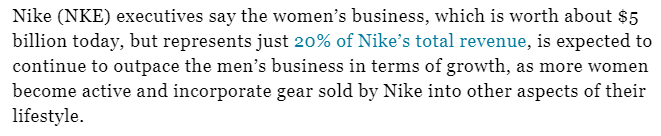 Nike (NKE) executives say the women’s business, which is worth about $5
billion today, but represents just 20% of Nike’s total revenue, is expected to
continue to outpace the men’s business in terms of growth, as more women
become active and incorporate gear sold by Nike into other aspects of their
lifestyle.